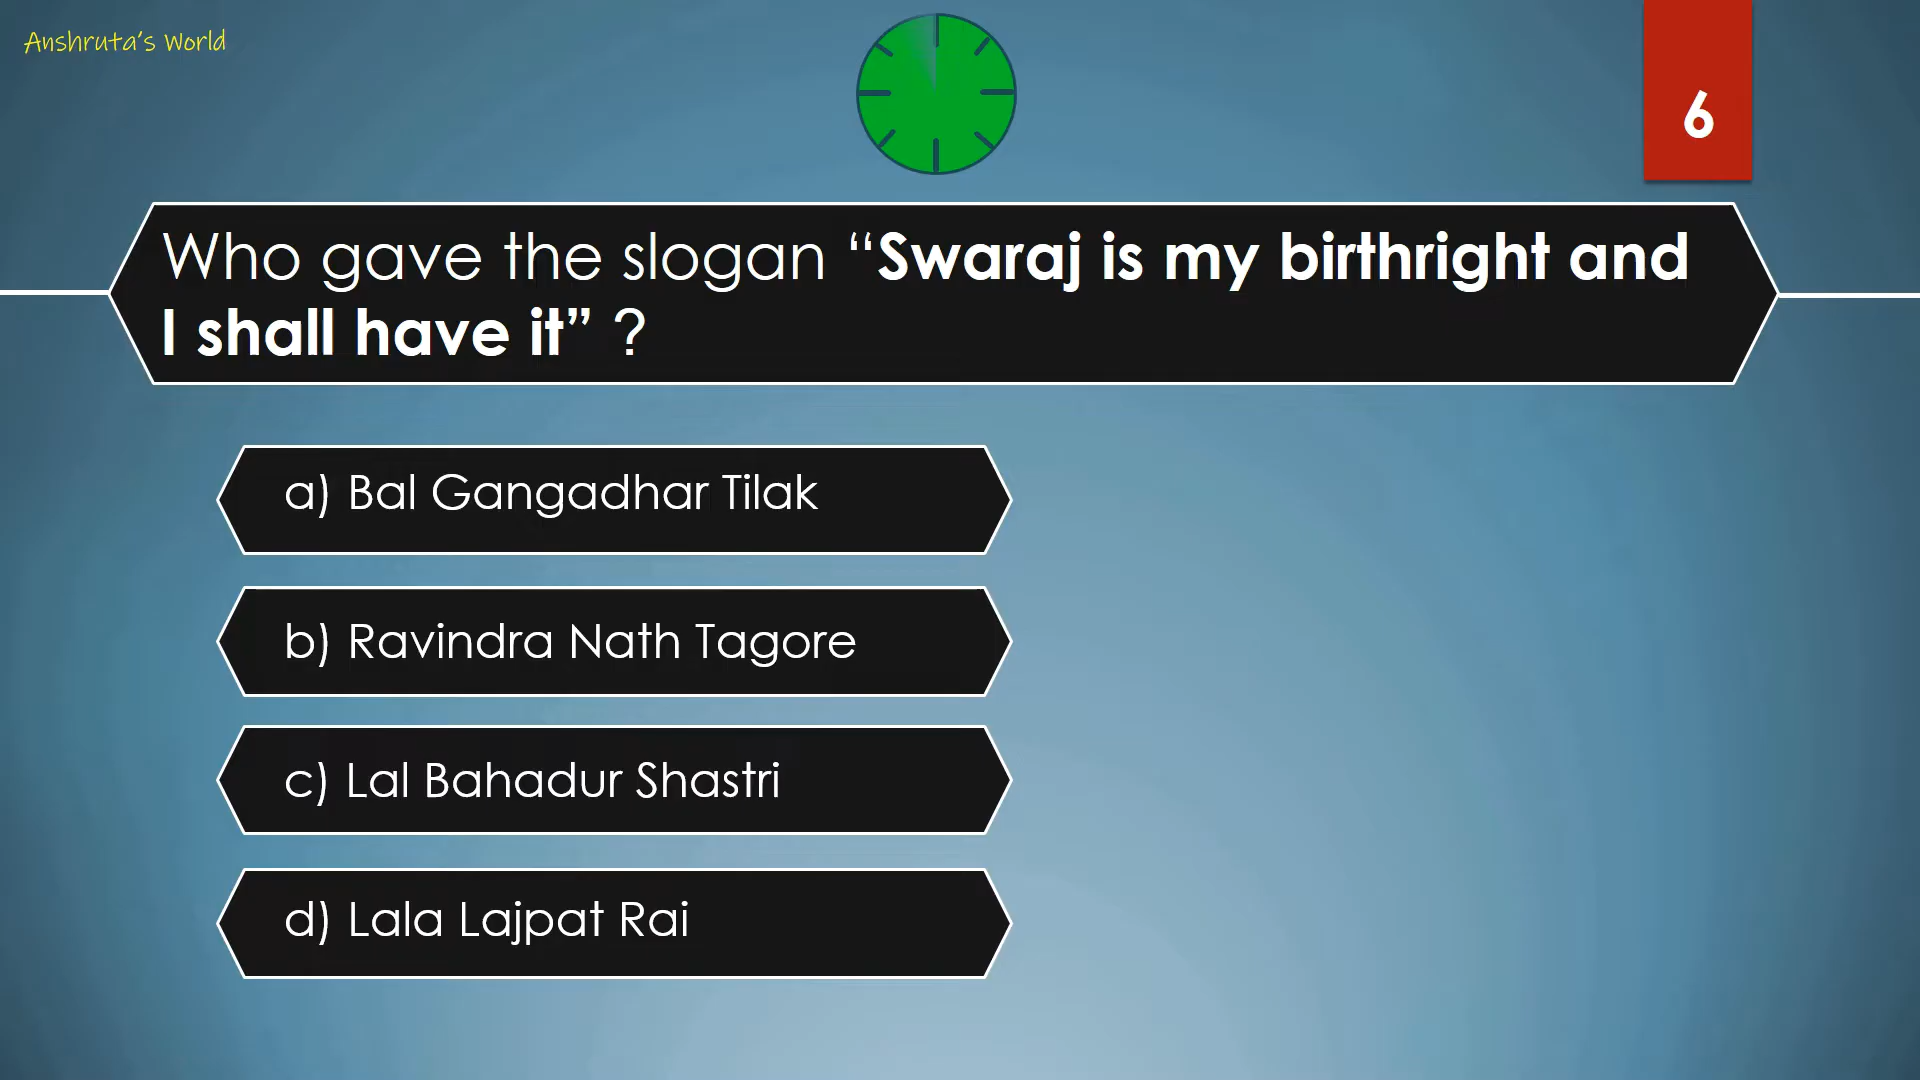 Anshruta's World
6
Who gave the slogan “Swaraj is my birthright and
I shall have it” ?
a) Bal Gangadhar Tilak
b) Ravindra Nath Tagore
c) Lal Bahadur Shastri
d) Lala Lajpat Rai